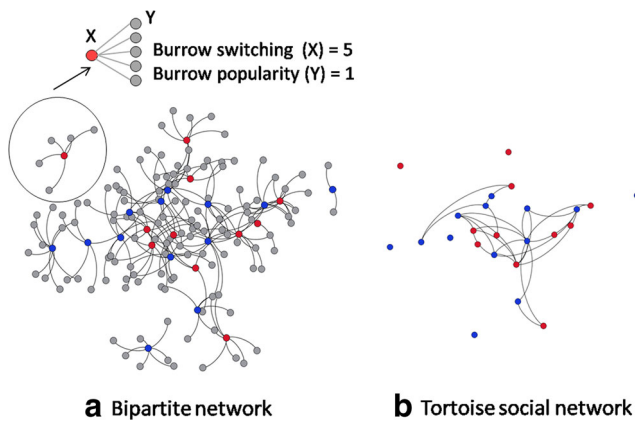 Y
X
Burrow switching (X) = 5
Burrow popularity (Y) = 1
a Bipartite network
b Tortoise social network